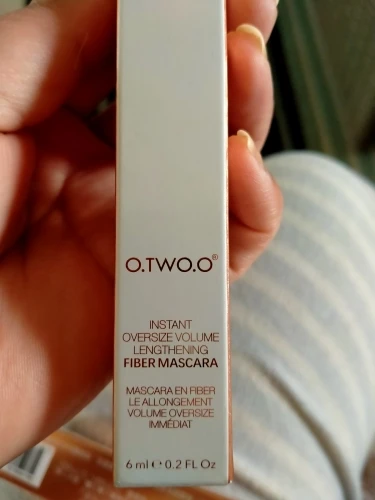 O.TWO.O®
INSTANT
OVERSIZE VOLUME
LENGTHENING
FIBER MASCARA
MASCARA EN FIBER
LE ALLONGEMENT
VOLUME OVERSIZE
IMMÉDIAT
6 ml ℮ 0.2 FL Oz